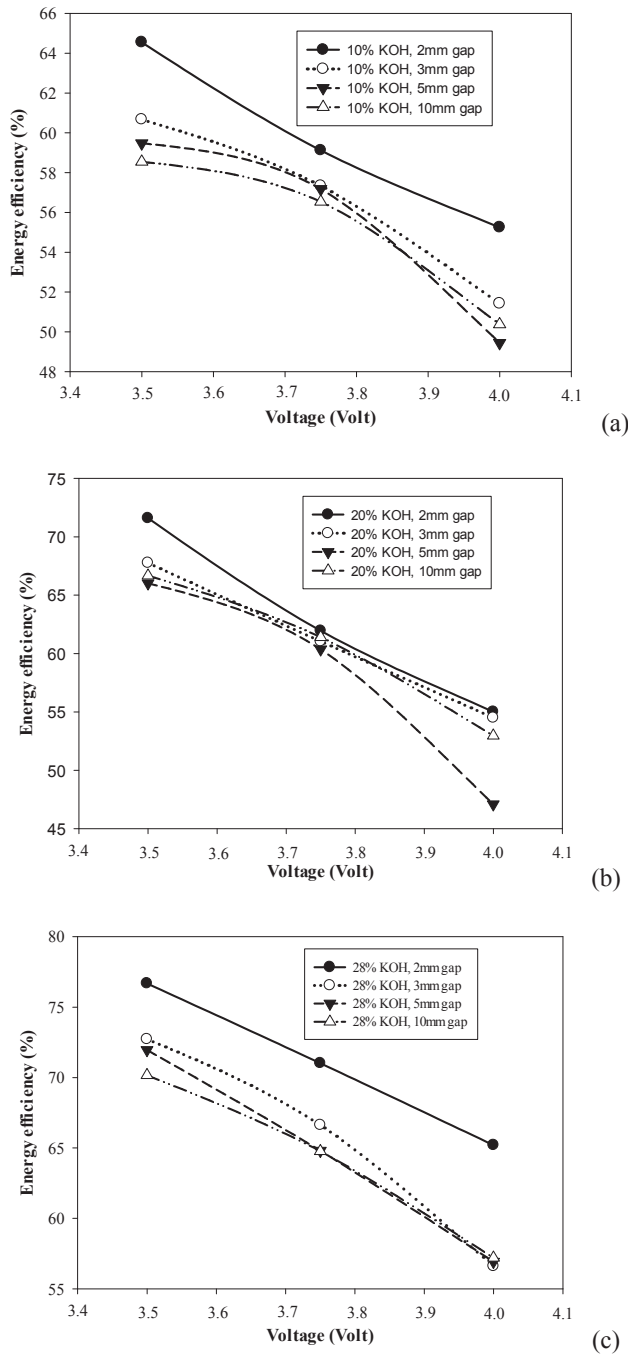 66
64
62
60
58
56
54
52
50
48
Energy efficiency (%)
10% KOH, 2mm gap
10% KOH, 3mm gap
10% KOH, 5mm gap
10% KOH, 10mm gap
3.4 3.5 3.6 3.7 3.8 3.9 4.0 4.1
Voltage (Volt)
(a)
75
70
65
60
55
50
45
Energy efficiency (%)
20% KOH, 2mm gap
20% KOH, 3mm gap
20% KOH, 5mm gap
20% KOH, 10mm gap
3.4 3.5 3.6 3.7 3.8 3.9 4.0 4.1
Voltage (Volt)
(b)
80
75
70
65
60
55
Energy efficiency (%)
28% KOH, 2mm gap
28% KOH, 3mm gap
28% KOH, 5mm gap
28% KOH, 10mm gap
3.4 3.5 3.6 3.7 3.8 3.9 4.0 4.1
Voltage (Volt)
(c)